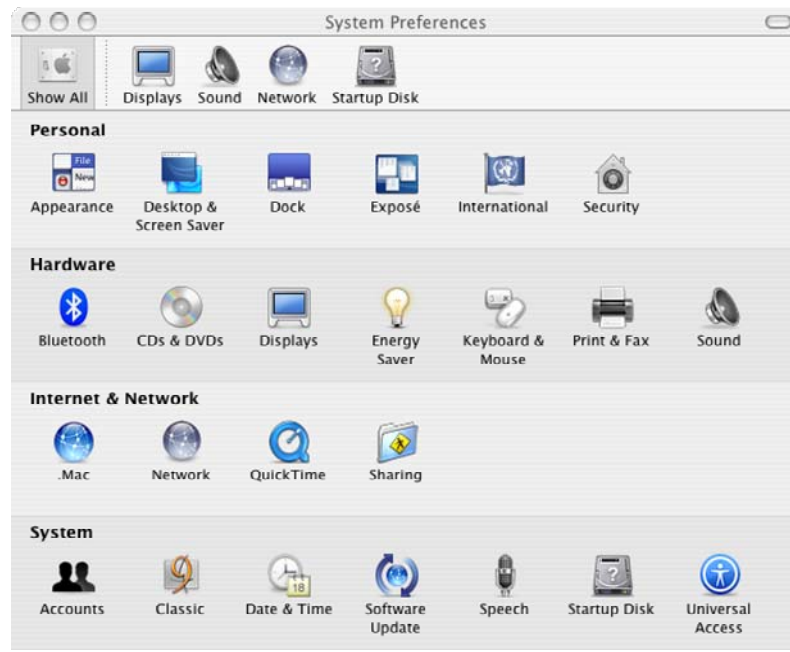 System Preferences
Show All Displays Sound Network Startup Disk
Personal
File
New
Appearance Desktop & Dock Exposé International Security
Screen Saver
Hardware
Bluetooth CDs & DVDs Displays Energy Keyboard & Print & Fax Sound
Saver Mouse
Internet & Network
.Mac Network QuickTime Sharing
System
18
Accounts Classic Date & Time Software Speech Startup Disk Universal
Update Access